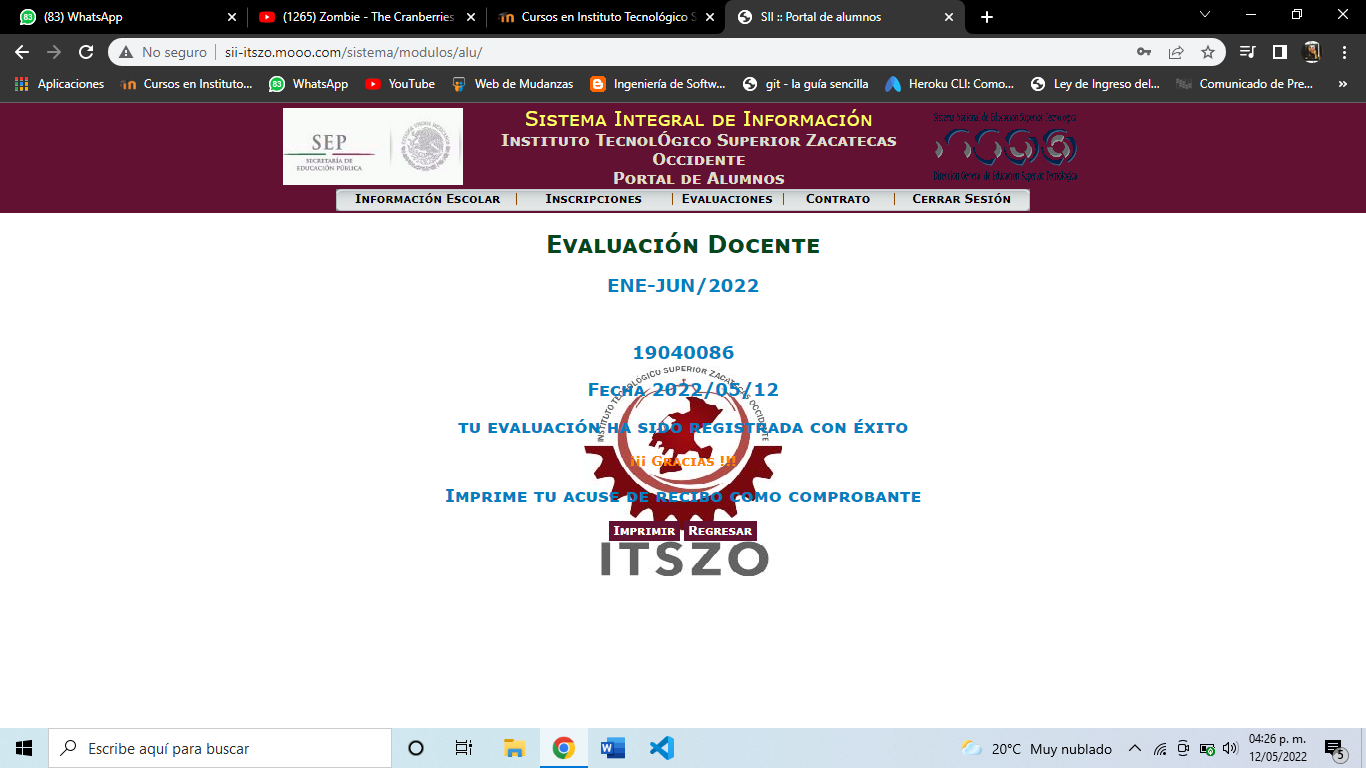 (83) WhatsApp
(1265) Zombie - The Cranberries
Cursos en Instituto Tecnológico S
SII :: Portal de alumnos
No seguro
sii-itszo.mooo.com/sistema/modulos/alu/
Aplicaciones
Cursos en Instituto...
WhatsApp
YouTube
Web de Mudanzas
Ingeniería de Softw...
git - la guía sencilla
Heroku CLI: Como...
Ley de Ingreso del...
Comunicado de Pre...
»
SEP
SECRETARÍA DE
EDUCACIÓN PÚBLICA
Sistema Integral de Información
Instituto TecnolÓgico Superior Zacatecas
Occidente
Portal de Alumnos
Sistema Nacional de Educación Superior Tecnológica
Dirección General de Educación Superior Tecnológica
Información Escolar
Inscripciones
Evaluaciones
Contrato
Cerrar Sesión
Evaluación Docente
ENE-JUN/2022
19040086
INSTITUTO TECNOLÓGICO SUPERIOR ZACATECAS OCCIDENTE
Fecha 2022/05/12
tu evaluación ha sido registrada con éxito
¡¡¡ Gracias !!!
Imprime tu acuse de recibo como comprobante
Imprimir
Regresar
ITSZO
Escribe aquí para buscar
20°C Muy nublado
04:26 p. m.
12/05/2022
5